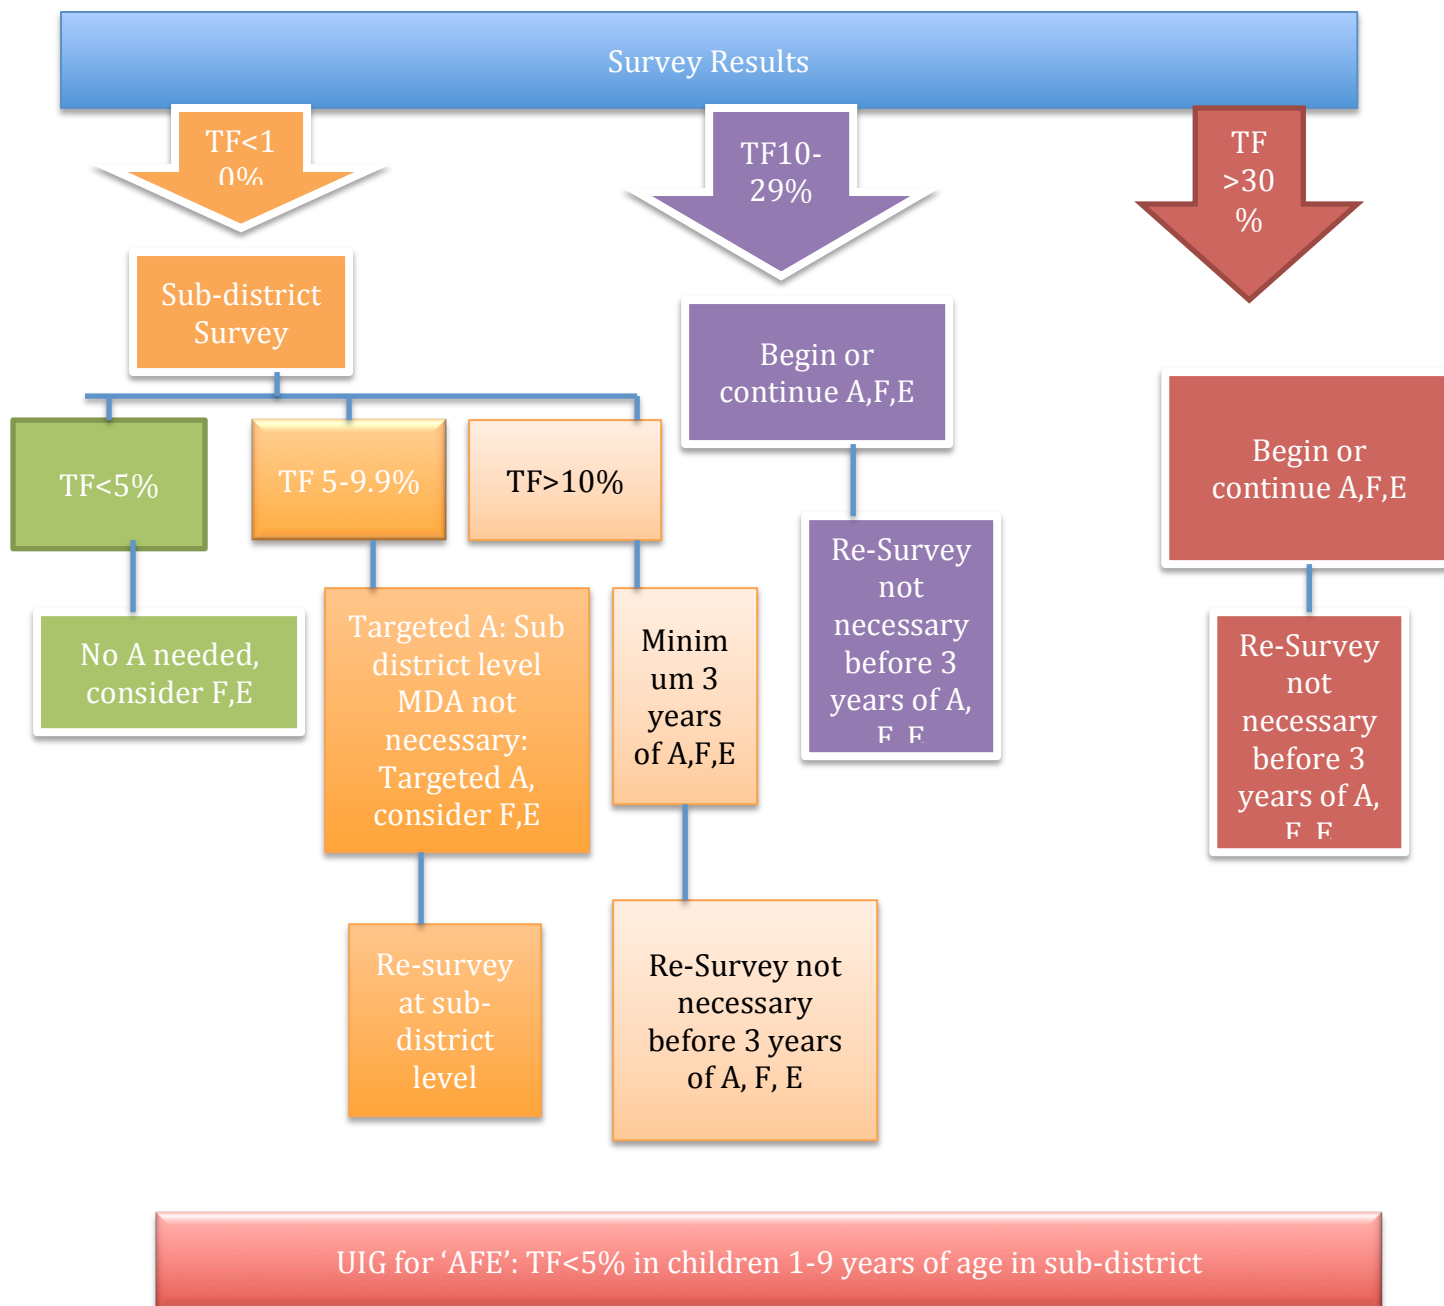 Survey Results
TF<1
0%
TF10-
29%
TF
>30
%
Sub-district
Survey
TF<5%
TF 5-9.9%
TF>10%
No A needed,
consider F,E
Targeted A: Sub
district level
MDA not
necessary:
Targeted A,
consider F,E
Re-survey
at sub-
district
level
Minim
um 3
years
of A,F,E
Re-Survey not
necessary
before 3 years
of A, F, E
Begin or
continue A,F,E
Re-Survey
not
necessary
before 3
years of A,
F, E
Begin or
continue A,F,E
Re-Survey
not
necessary
before 3
years of A,
F, E
UIG for ‘AFE’: TF<5% in children 1-9 years of age in sub-district